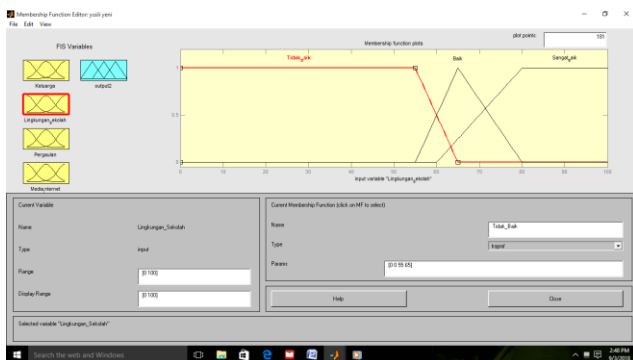 Membership Function Editor: yusli yeni
File Edit View
FIS Variables
Membership function plots
plot points:
181
Keluarga
output2
Lingkungan_Sekolah
Pergaulan
MediaInternet
Tidak_Baik
Baik
Sangat_Baik
1
0.5
0
0 10 20 30 40 50 60 70 80 90 100
input variable "Lingkungan_Sekolah"
Current Variable
Name
Lingkungan_Sekolah
Type
input
Range
[0 100]
Display Range
[0 100]
Current Membership Function (click on MF to select)
Name
Tidak_Baik
Type
trapmf
Params
[0 0 55 65]
Help
Close
Selected variable "Lingkungan_Sekolah"
Search the web and Windows
2:40 PM